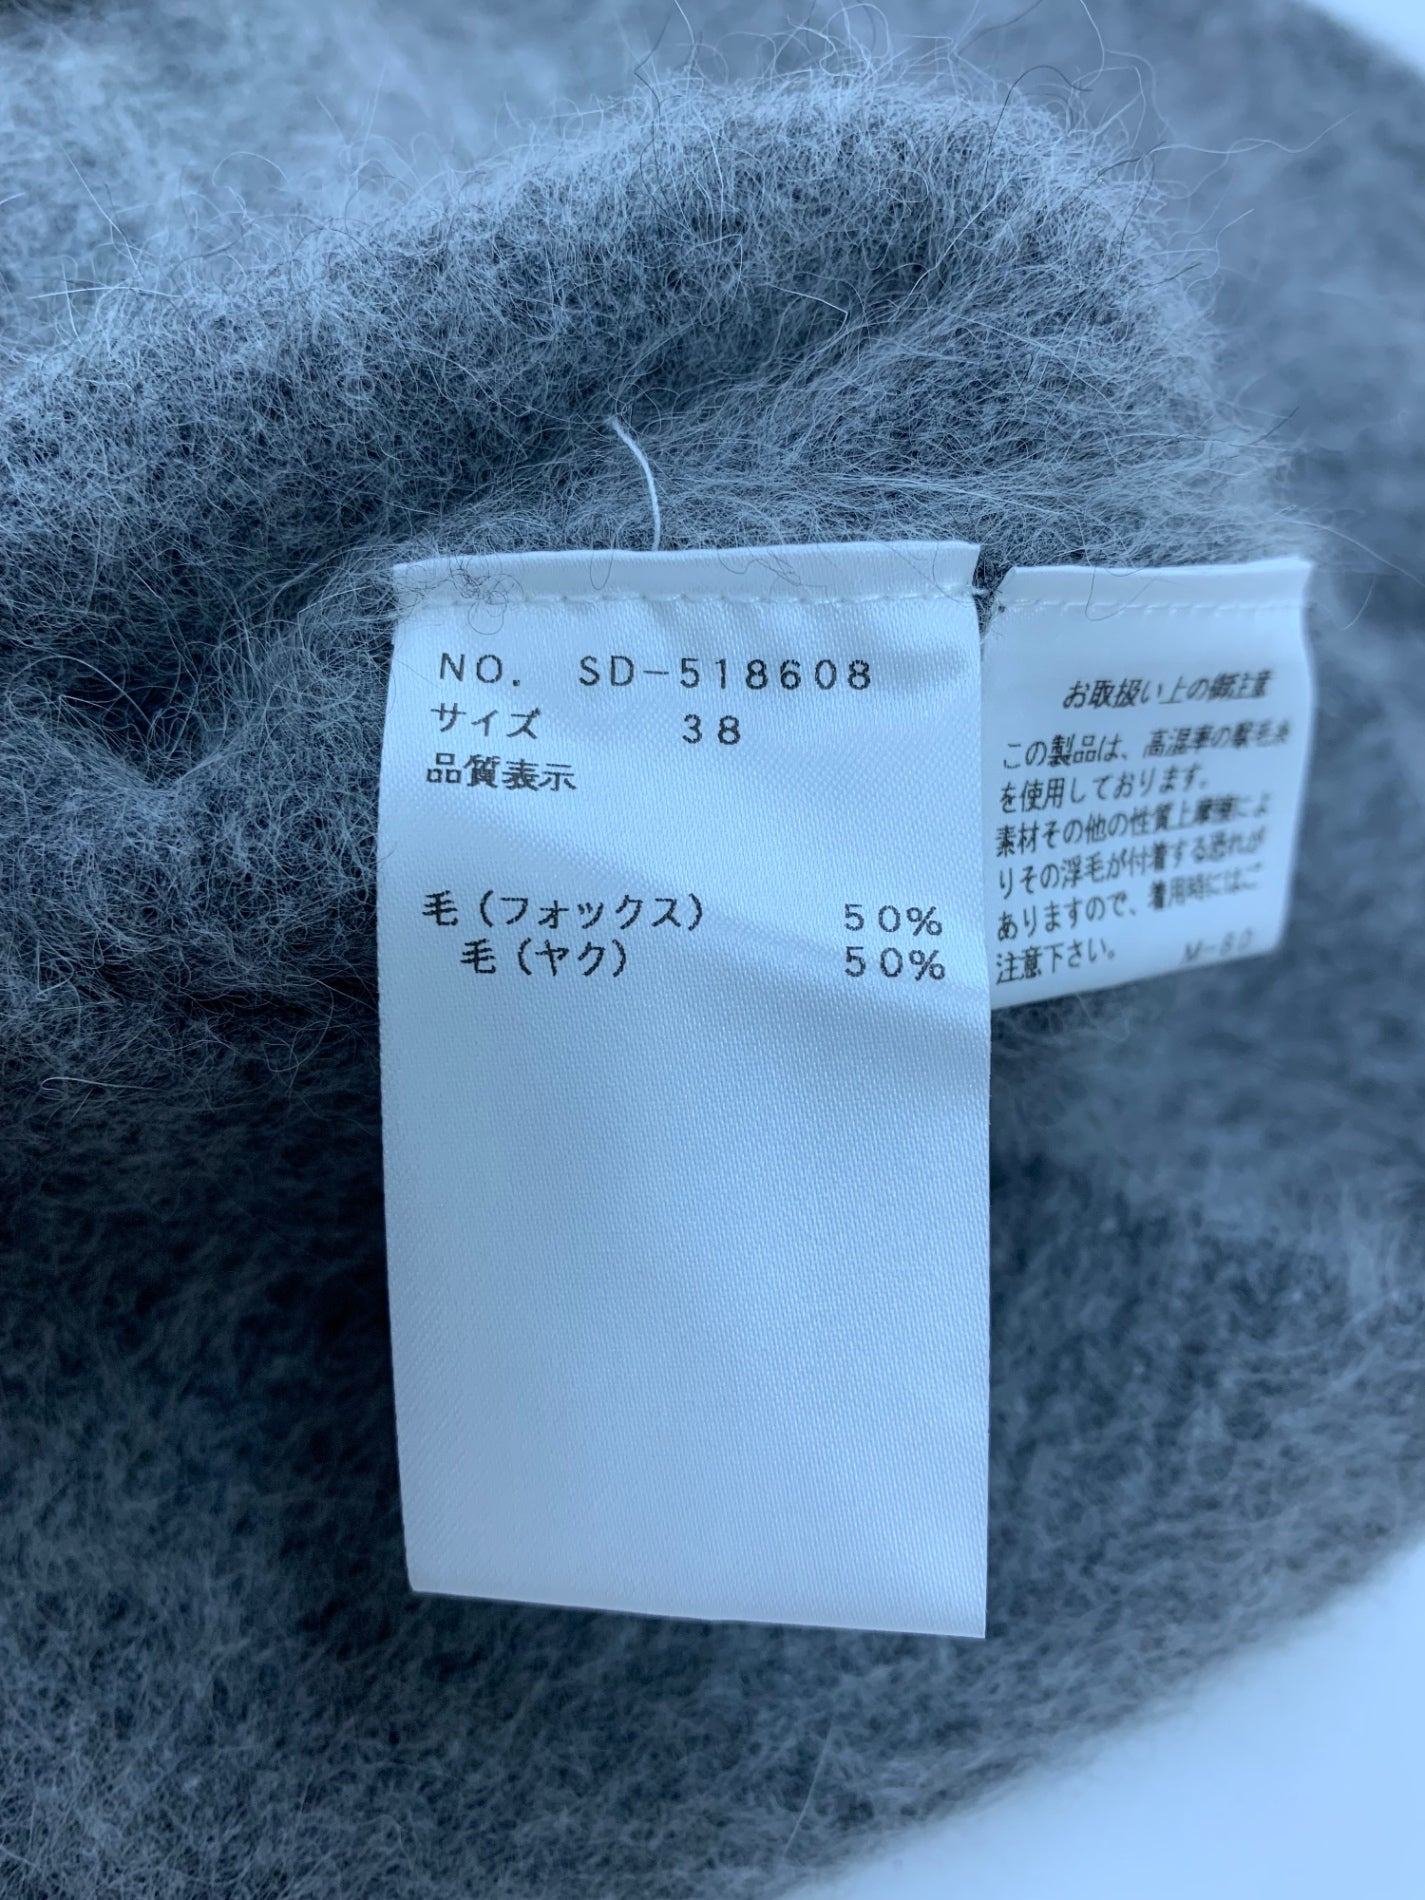 NO. SD-518608
サイズ 38
品質表示
毛(フォックス) 50%
毛(ヤク) 50%
お取扱い上の御注意
この製品は、高混率の獣毛糸
を使用しております。
素材その他の性質上摩擦によ
りその浮毛が付着する恐れが
ありますので、着用時にはご
注意下さい。 M-80